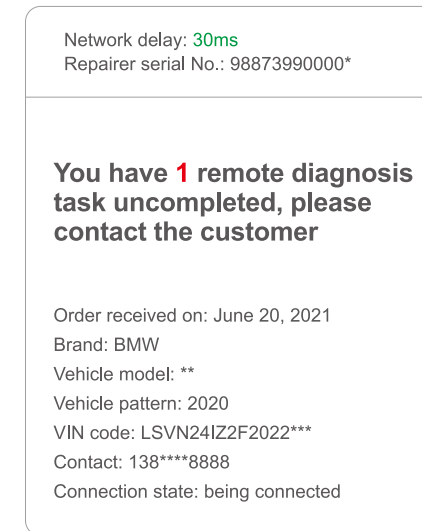 Network delay: 30ms
Repairer serial No.: 98873990000*
You have 1 remote diagnosis
task uncompleted, please
contact the customer
Order received on: June 20, 2021
Brand: BMW
Vehicle model: **
Vehicle pattern: 2020
VIN code: LSVN24IZ2F2022***
Contact: 138****8888
Connection state: being connected